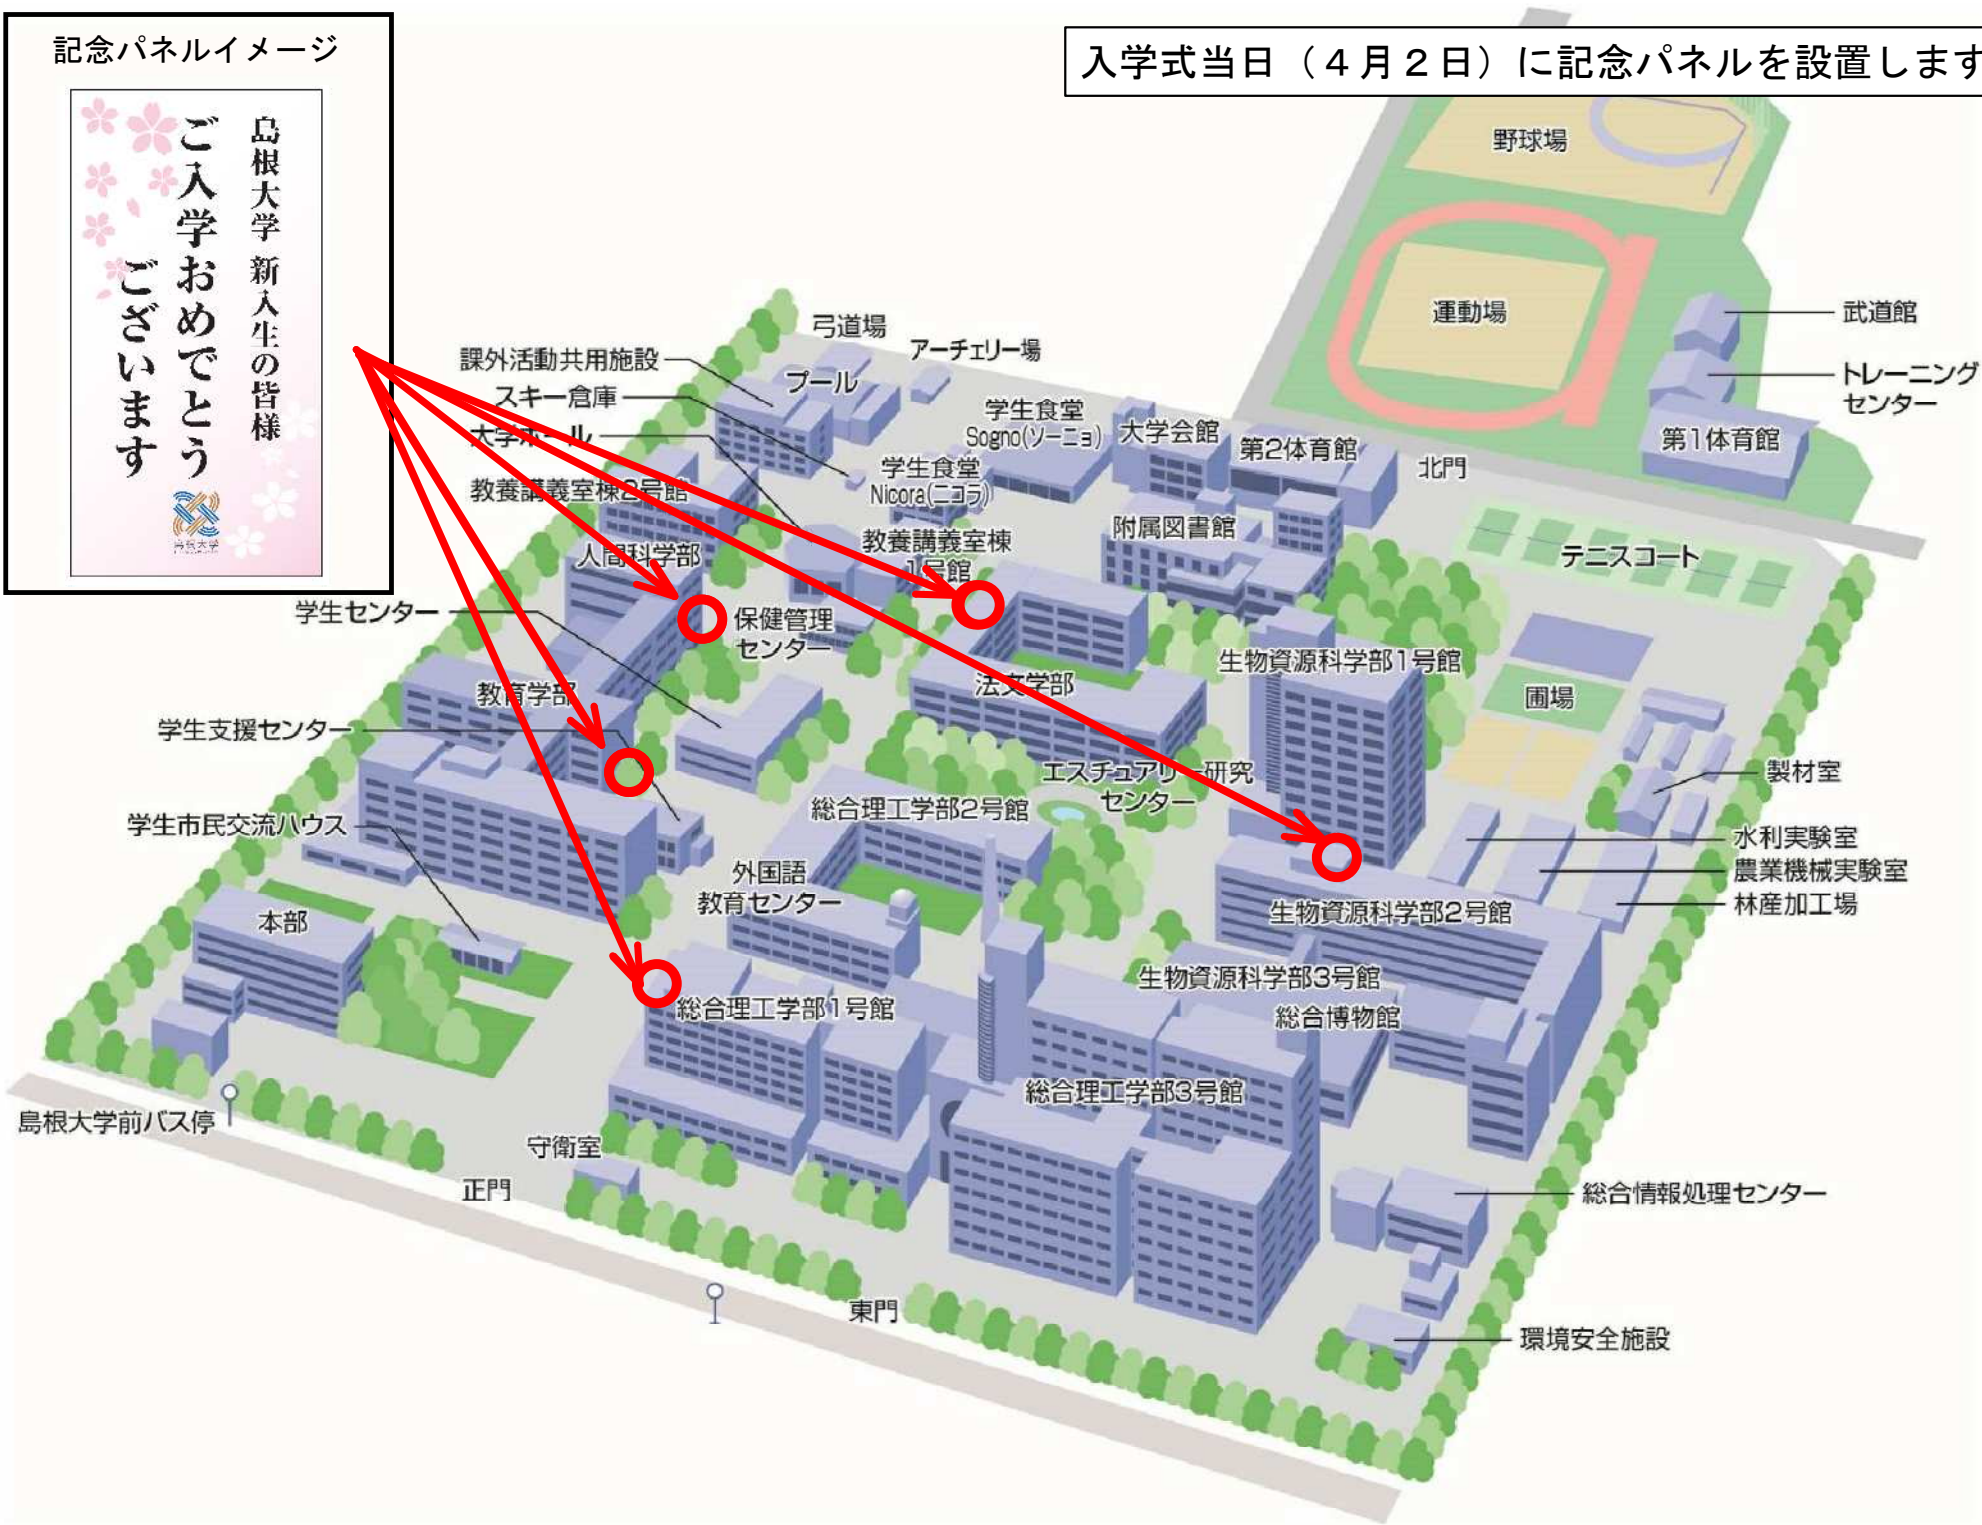 記念パネルイメージ
島根大学 新入生の皆様
ご入学おめでとう
ございます
島根大学
入学式当日（４月２日）に記念パネルを設置します
野球場
運動場
武道館
トレーニング
センター
第1体育館
弓道場
アーチェリー場
課外活動共用施設
プール
スキー倉庫
大学ホール
学生食堂
Sogno(ソーニョ)
大学会館
第2体育館
北門
学生食堂
Nicora(ニコラ)
教養講義室棟2号館
教養講義室棟
1号館
附属図書館
テニスコート
人間科学部
学生センター
保健管理
センター
生物資源科学部1号館
教育学部
法文学部
圃場
学生支援センター
エスチュアリー研究
センター
製材室
総合理工学部2号館
学生市民交流ハウス
水利実験室
農業機械実験室
林産加工場
外国語
教育センター
本部
生物資源科学部2号館
生物資源科学部3号館
総合理工学部1号館
総合博物館
総合理工学部3号館
島根大学前バス停
守衛室
正門
総合情報処理センター
東門
環境安全施設